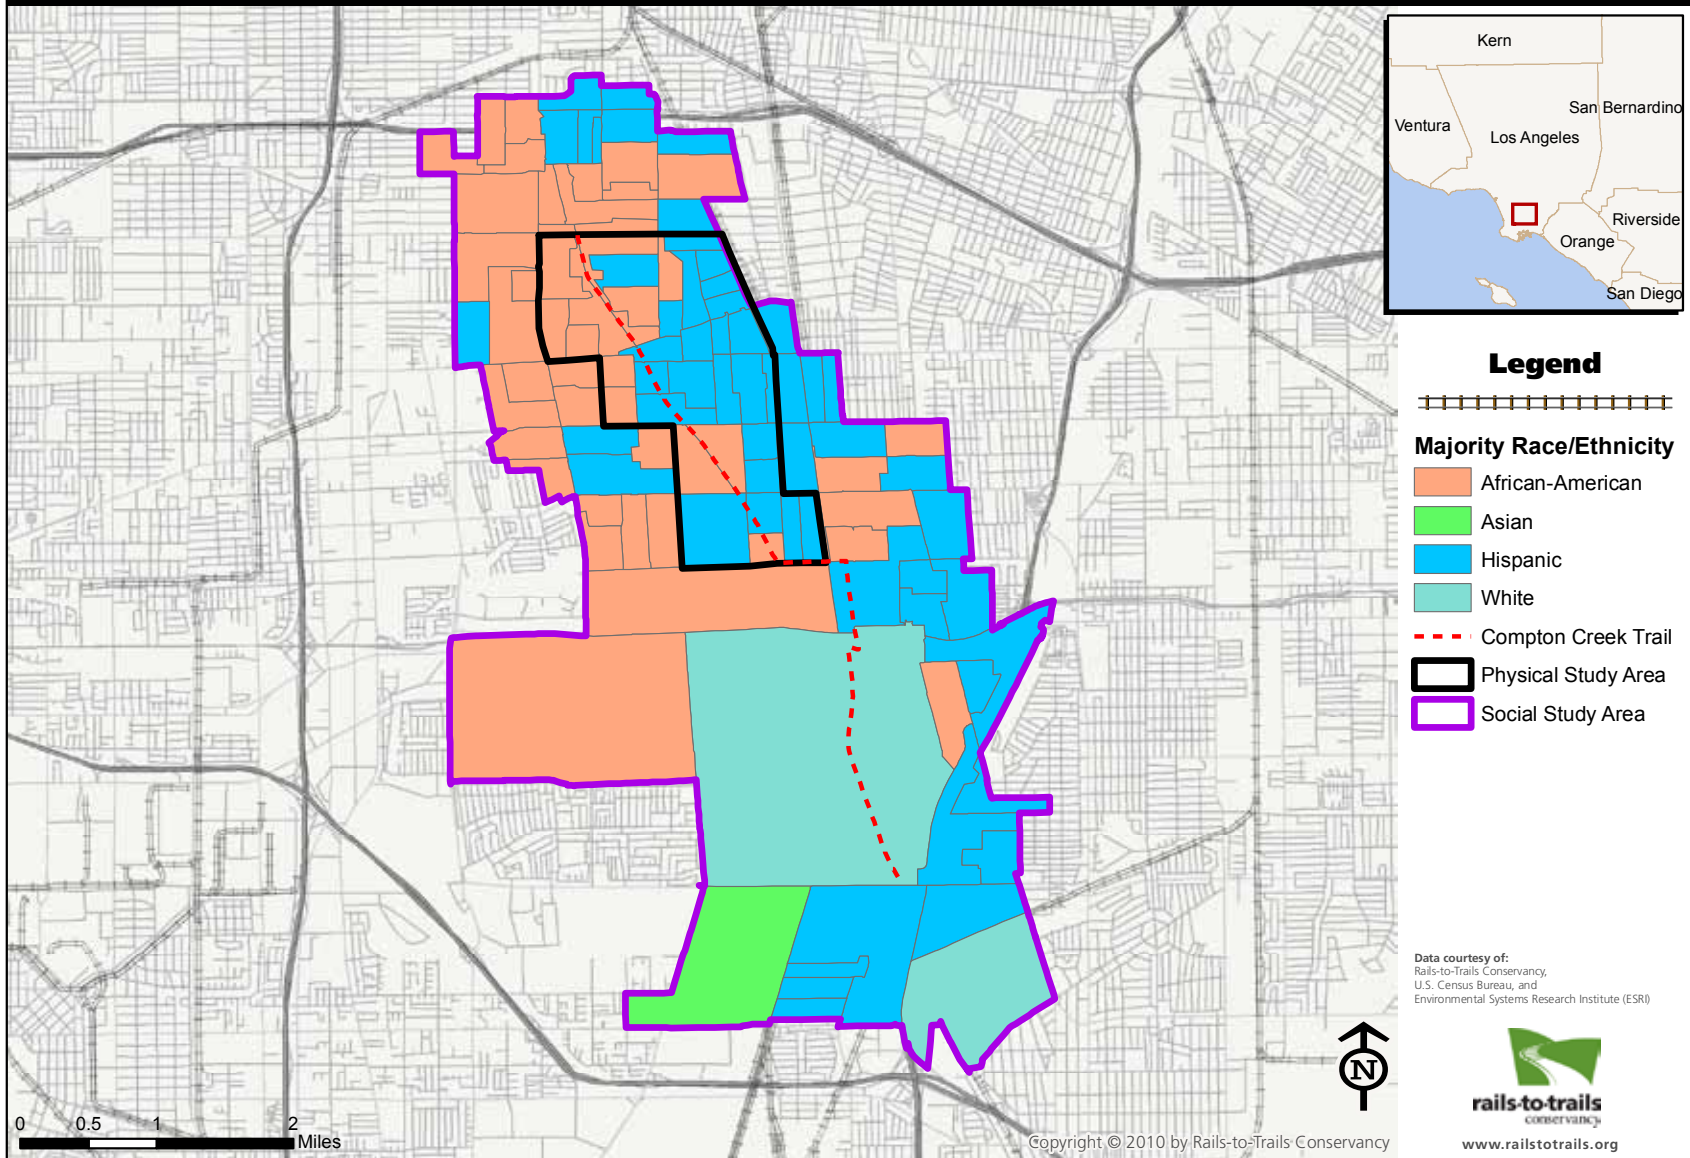 Kern
San Bernardino
Ventura
Los Angeles
Riverside
Orange
San Diego
Legend
Majority Race/Ethnicity
African-American
Asian
Hispanic
White
Compton Creek Trail
Physical Study Area
Social Study Area
Data courtesy of:
Rails-to-Trails Conservancy,
U.S. Census Bureau, and
Environmental Systems Research Institute (ESRI)
N
rails-to-trails
conservancy
www.railstotrails.org
0 0.5 1 2
Miles
Copyright © 2010 by Rails-to-Trails Conservancy